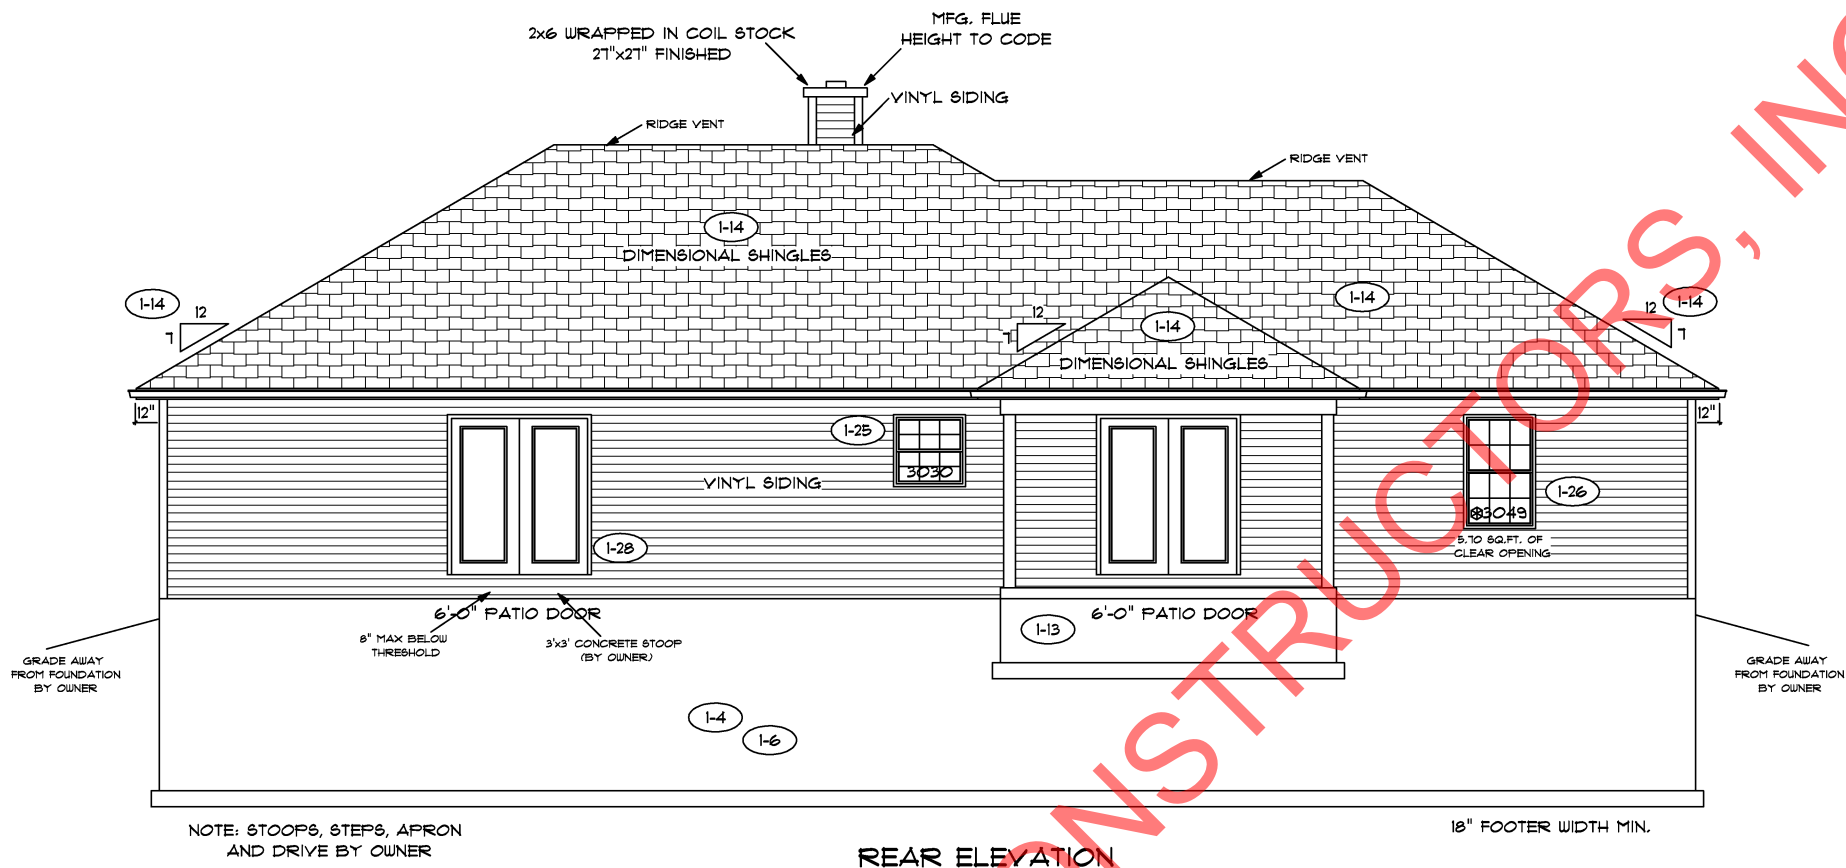 2x6 WRAPPED IN COIL STOCK
27"x27" FINISHED
MFG. FLUE
HEIGHT TO CODE
VINYL SIDING
RIDGE VENT
RIDGE VENT
1-14
DIMENSIONAL SHINGLES
1-14
12
7
12
7
1-14
DIMENSIONAL SHINGLES
1-14
1-14
12
7
12"
12"
1-25
3030
VINYL SIDING
1-28
1-26
3049
5.70 SQ.FT. OF
CLEAR OPENING
6'-0" PATIO DOOR
8" MAX BELOW
THRESHOLD
3'x3' CONCRETE STOOP
(BY OWNER)
6'-0" PATIO DOOR
1-13
GRADE AWAY
FROM FOUNDATION
BY OWNER
GRADE AWAY
FROM FOUNDATION
BY OWNER
1-4
1-6
NOTE: STOOPS, STEPS, APRON
AND DRIVE BY OWNER
18" FOOTER WIDTH MIN.
REAR ELEVATION
ONSTRUCTORS, INC